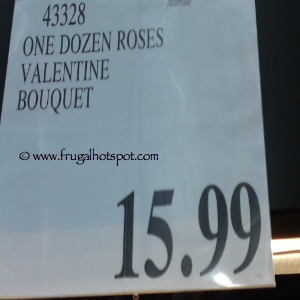 43328
ONE DOZEN ROSES
VALENTINE
BOUQUET
© www.frugalhotspot.com
15.99